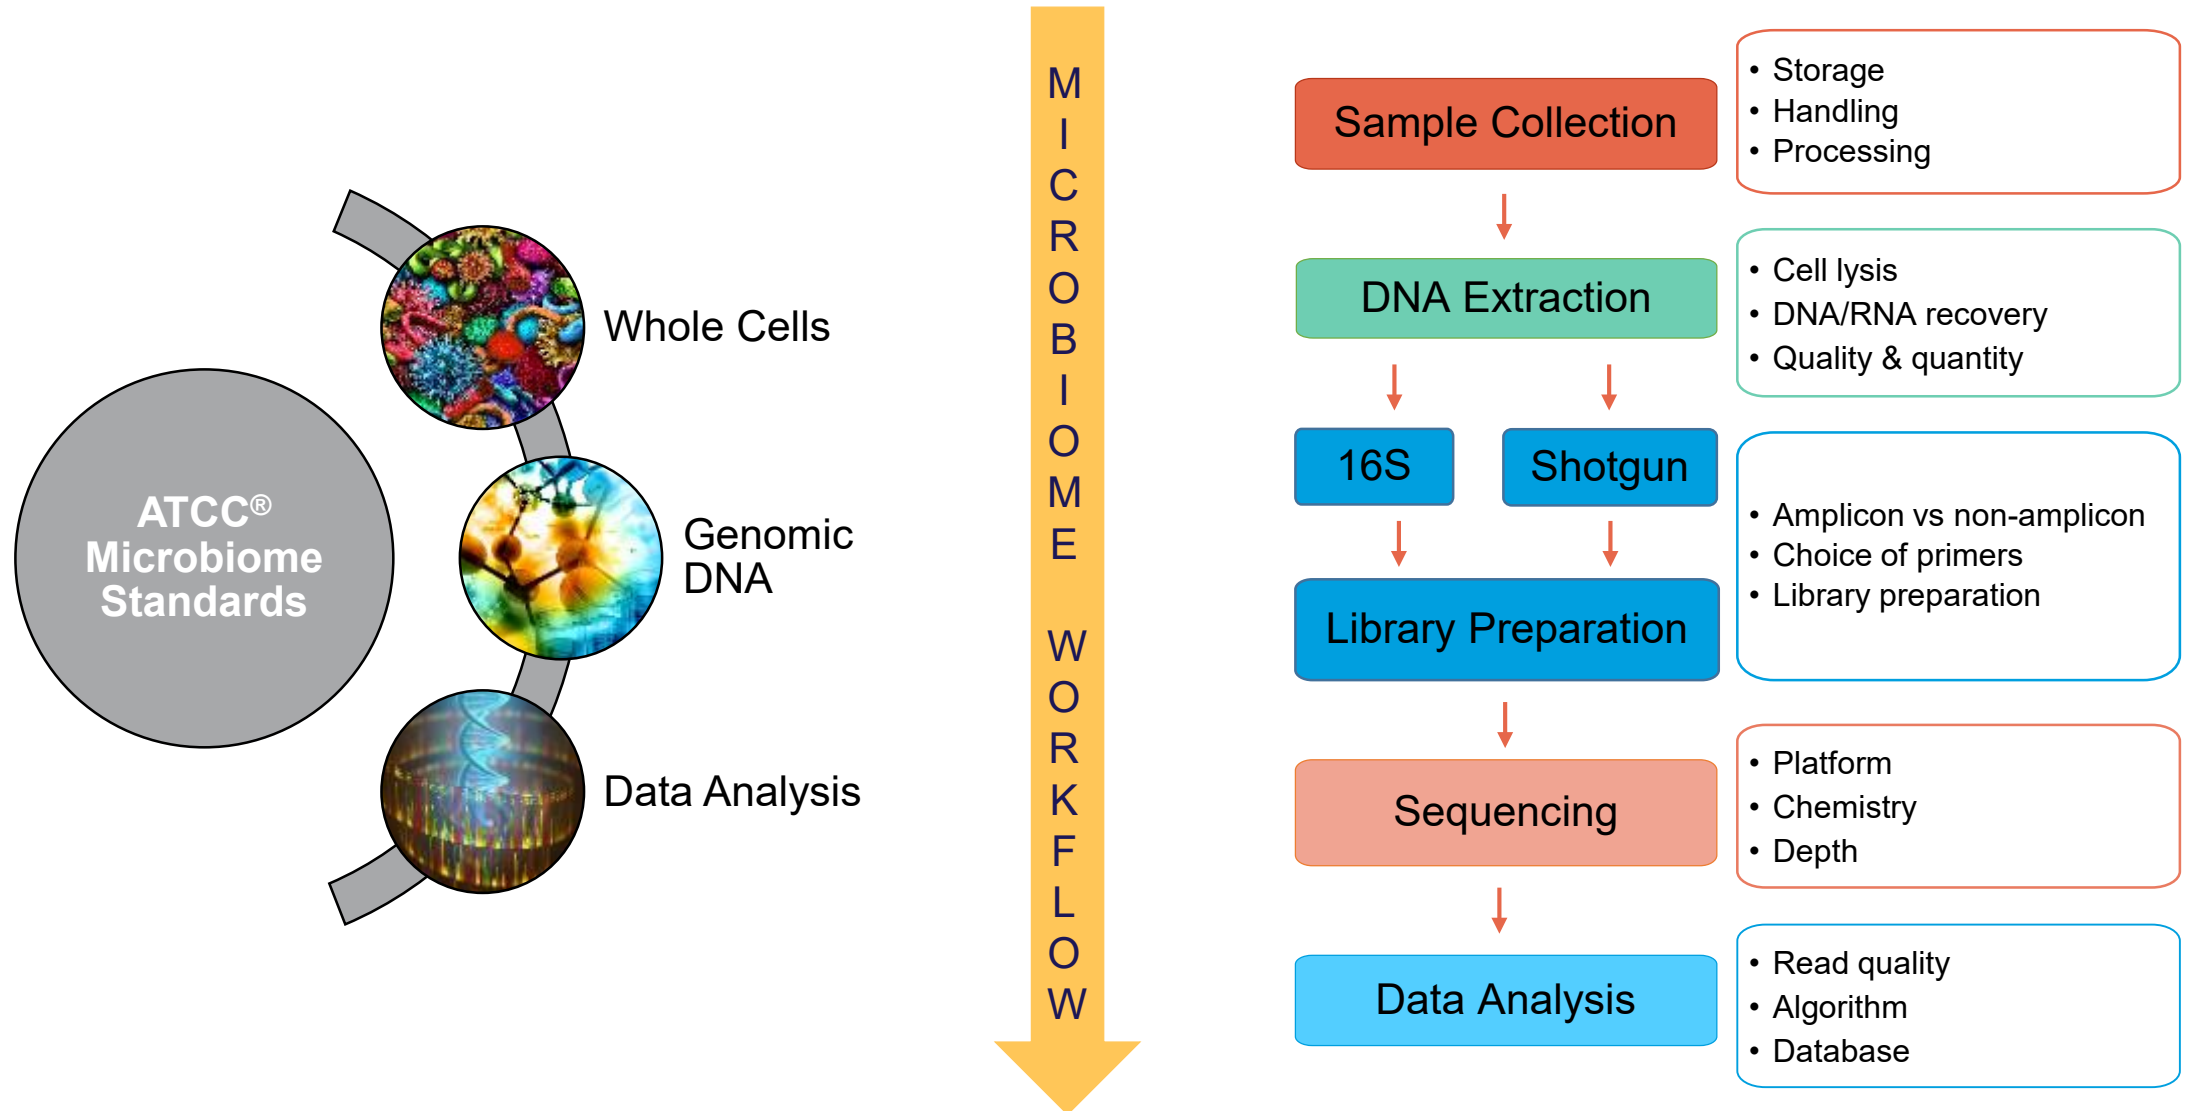 ATCC®
Microbiome
Standards
Whole Cells
Genomic
DNA
Data Analysis
MICROBIOME WORKFLOW
Sample Collection
• Storage
• Handling
• Processing
DNA Extraction
• Cell lysis
• DNA/RNA recovery
• Quality & quantity
16S
Shotgun
Library Preparation
• Amplicon vs non-amplicon
• Choice of primers
• Library preparation
Sequencing
• Platform
• Chemistry
• Depth
Data Analysis
• Read quality
• Algorithm
• Database